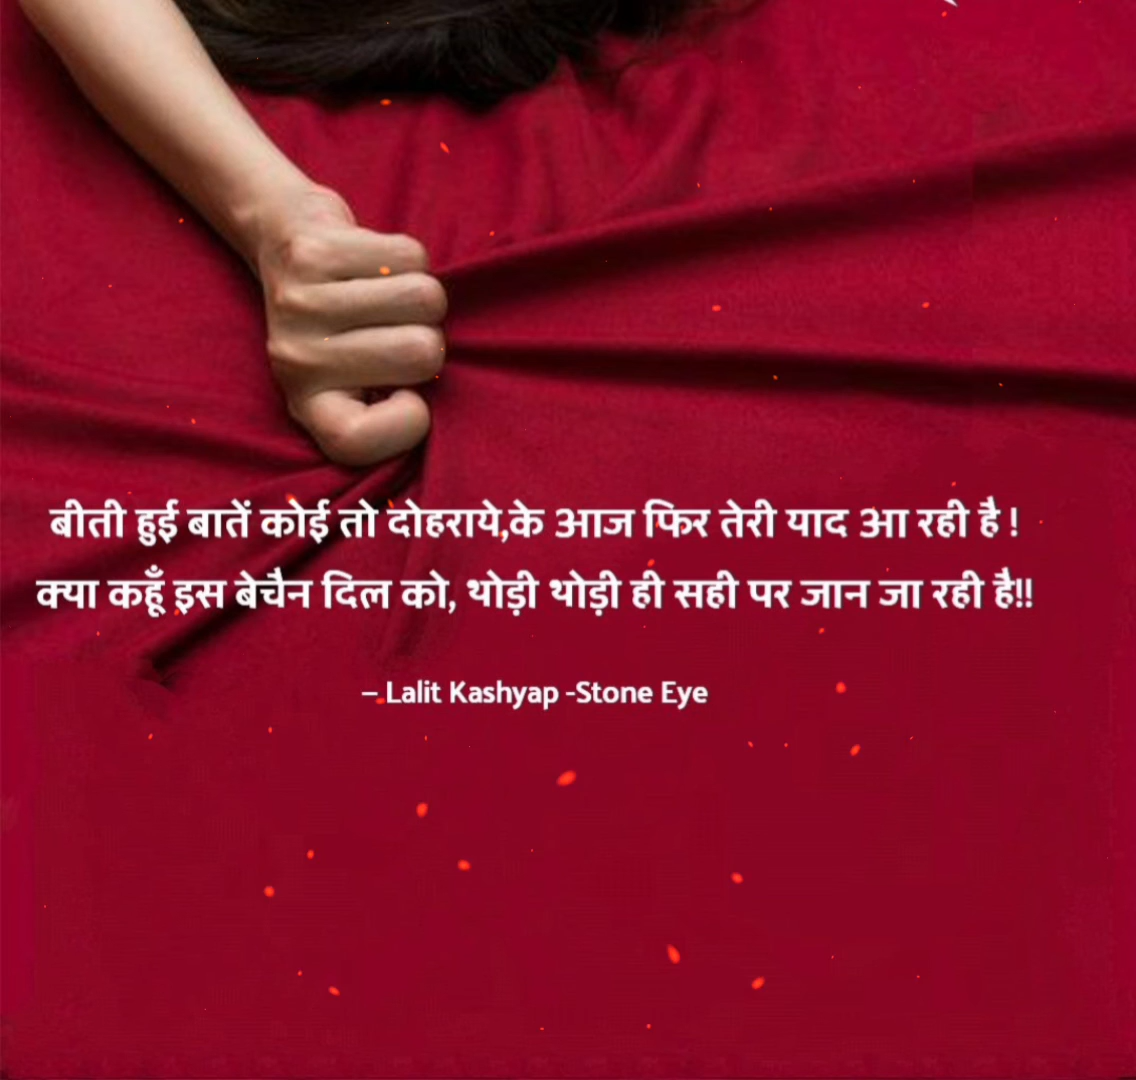 बीती हुई बातें कोई तो दोहराये,के आज फिर तेरी याद आ रही है !
क्या कहूँ इस बेचैन दिल को, थोड़ी थोड़ी ही सही पर जान जा रही है!!
– Lalit Kashyap -Stone Eye